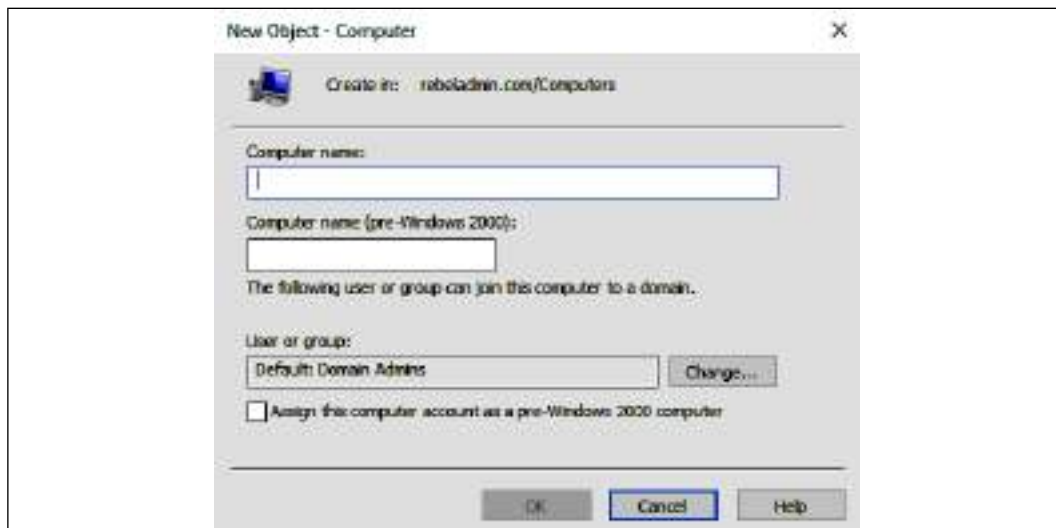 New Object - Computer
Create in: rebeladmin.com/Computers
Computer name:
Computer name (pre-Windows 2000):
The following user or group can join this computer to a domain.
User or group:
Default: Domain Admins
Change...
Assign this computer account as a pre-Windows 2000 computer
OK Cancel Help